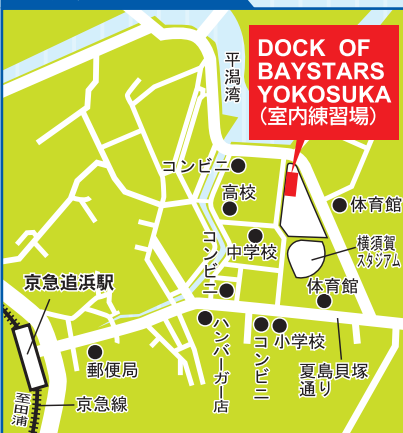 DOCK OF
BAYSTARS
YOKOSUKA
(室内練習場)
平潟湾
コンビニ
高校
体育館
コンビニ
中学校
横須賀
スタジアム
京急追浜駅
体育館
ハンバーガー店
コンビニ
小学校
夏島貝塚
通り
郵便局
至田浦
京急線